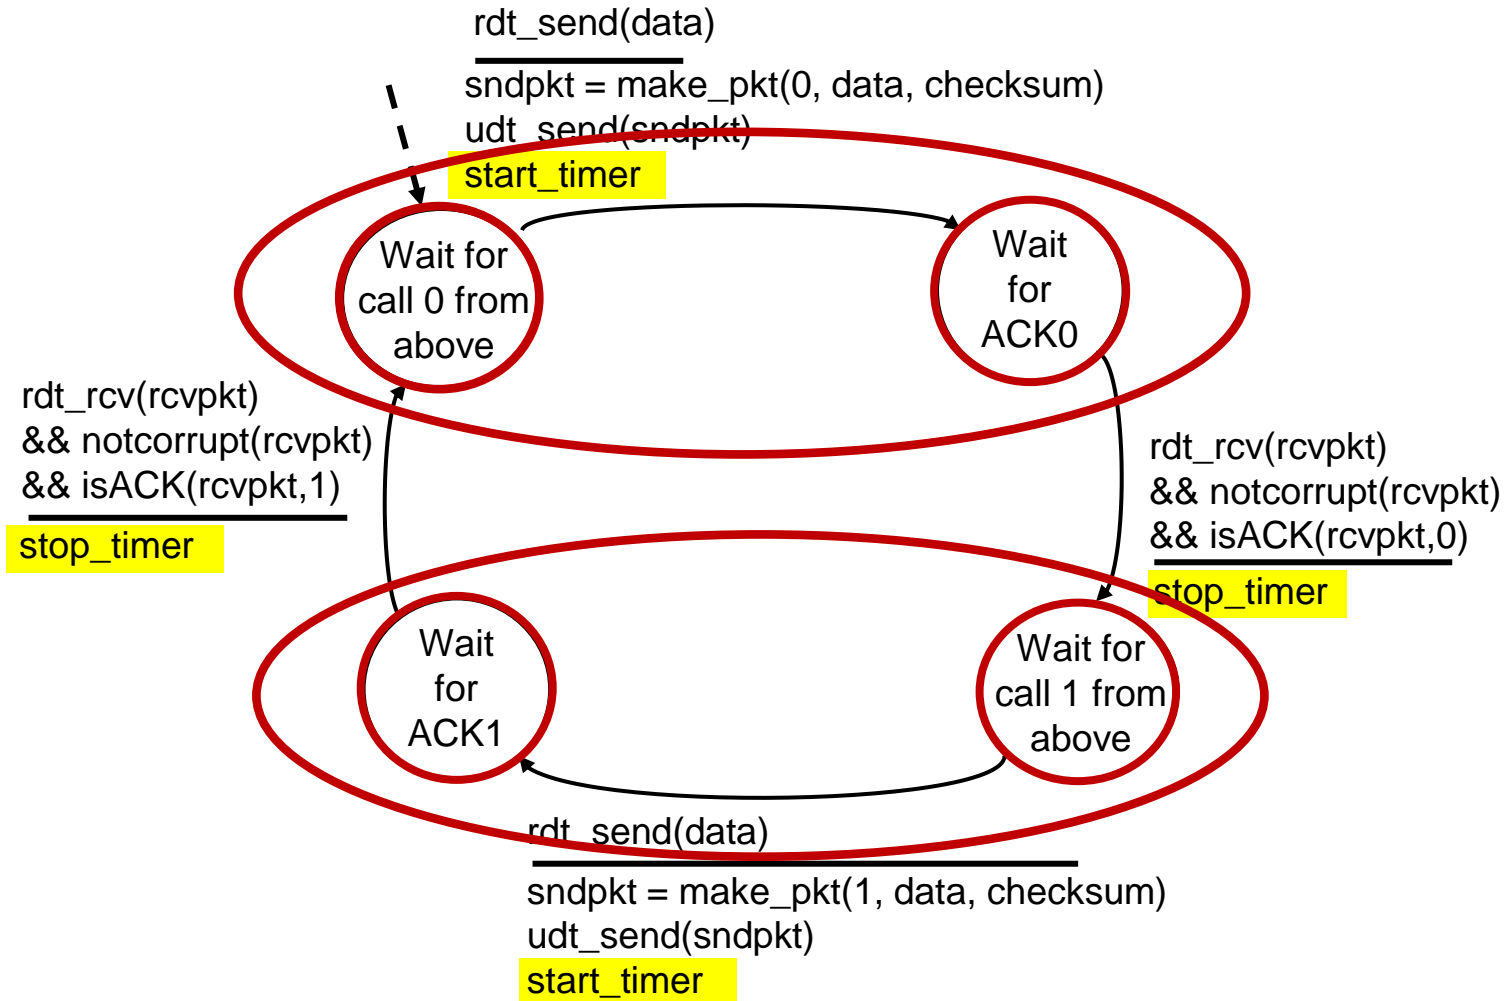 rdt_send(data)
sndpkt = make_pkt(0, data, checksum)
udt_send(sndpkt)
start_timer
Wait for
call 0 from
above
Wait
for
ACK0
rdt_rcv(rcvpkt)
&& notcorrupt(rcvpkt)
&& isACK(rcvpkt,1)
stop_timer
rdt_rcv(rcvpkt)
&& notcorrupt(rcvpkt)
&& isACK(rcvpkt,0)
stop_timer
Wait
for
ACK1
Wait for
call 1 from
above
rdt_send(data)
sndpkt = make_pkt(1, data, checksum)
udt_send(sndpkt)
start_timer